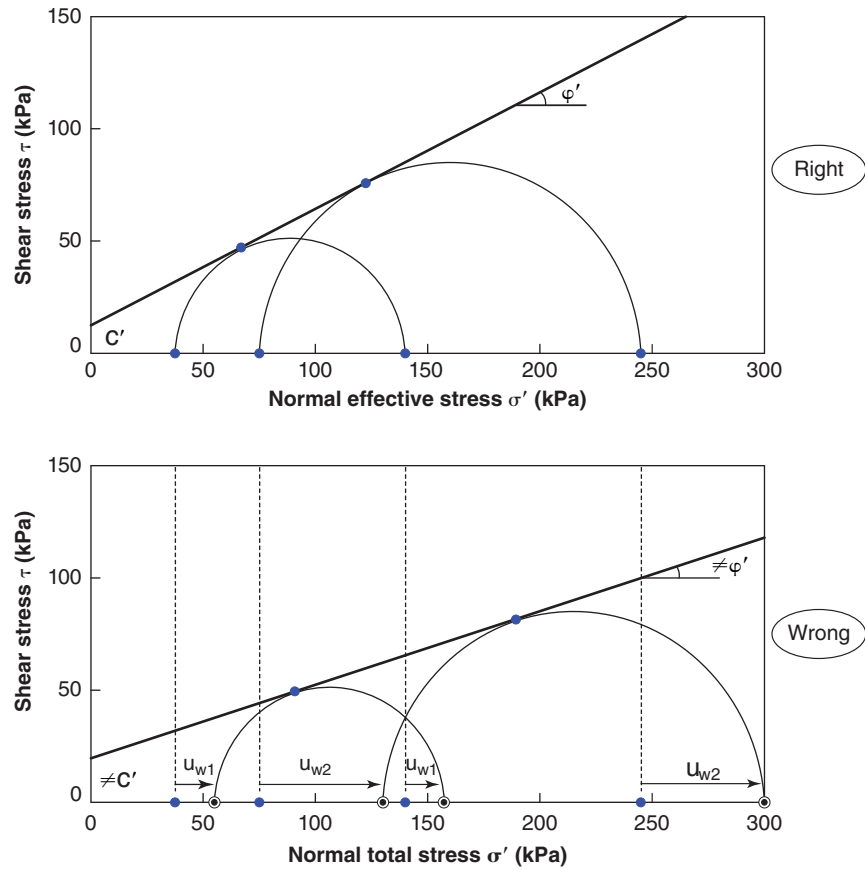 150
100
50
0
Shear stress τ (kPa)
φ′
Right
C′
0 50 100 150 200 250 300
Normal effective stress σ′ (kPa)
150
100
50
0
Shear stress τ (kPa)
≠φ′
Wrong
≠C′
uw1 uw2 uw1 uw2
0 50 100 150 200 250 300
Normal total stress σ′ (kPa)